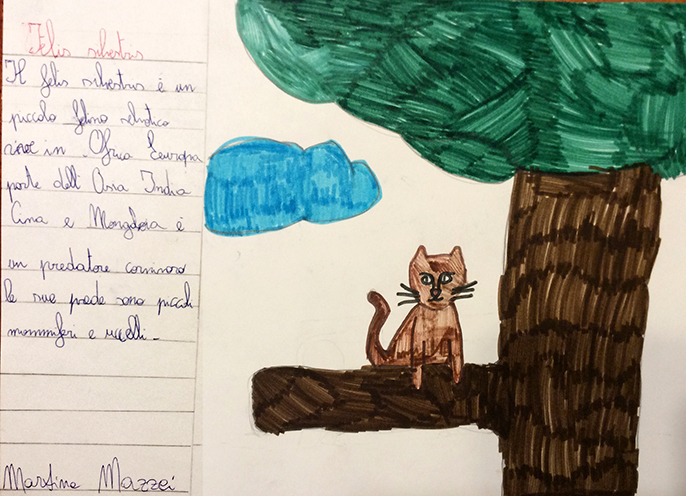 Felis silvestris
Il felis silvestris è un
piccolo felino selvatico
vive in Africa Europa
parte dell Asia India
Cina e Mongolia è
un predatore carnivoro
le sue prede sono piccoli
mammiferi e uccelli.
Martina Mazzei